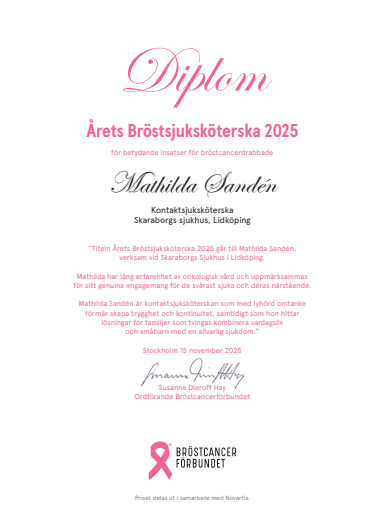 Diplom
Årets Bröstsjuksköterska 2025
för betydande insatser för bröstcancerdrabbade
Mathilda Sandén
Kontaktsjuksköterska
Skaraborgs sjukhus, Lidköping
"Titeln Årets Bröstsjuksköterska 2025 går till Mathilda Sandén,
verksam vid Skaraborgs Sjukhus i Lidköping.
Mathilda har lång erfarenhet av onkologisk vård och uppmärksammas
för sitt genuina engagemang för de svårast sjuka och deras närstående.
Mathilda Sandén är kontaktsjuksköterskan som med lyhörd omtanke
förmår skapa trygghet och kontinuitet, samtidigt som hon hittar
lösningar för familjer som tvingas kombinera vardagsliv
och småbarn med en allvarlig sjukdom."
Stockholm 15 november 2025
Susanne Dieroff Hay
Ordförande Bröstcancerförbundet
BRÖSTCANCER
FÖRBUNDET
Priset delas ut i samarbete med Novartis.